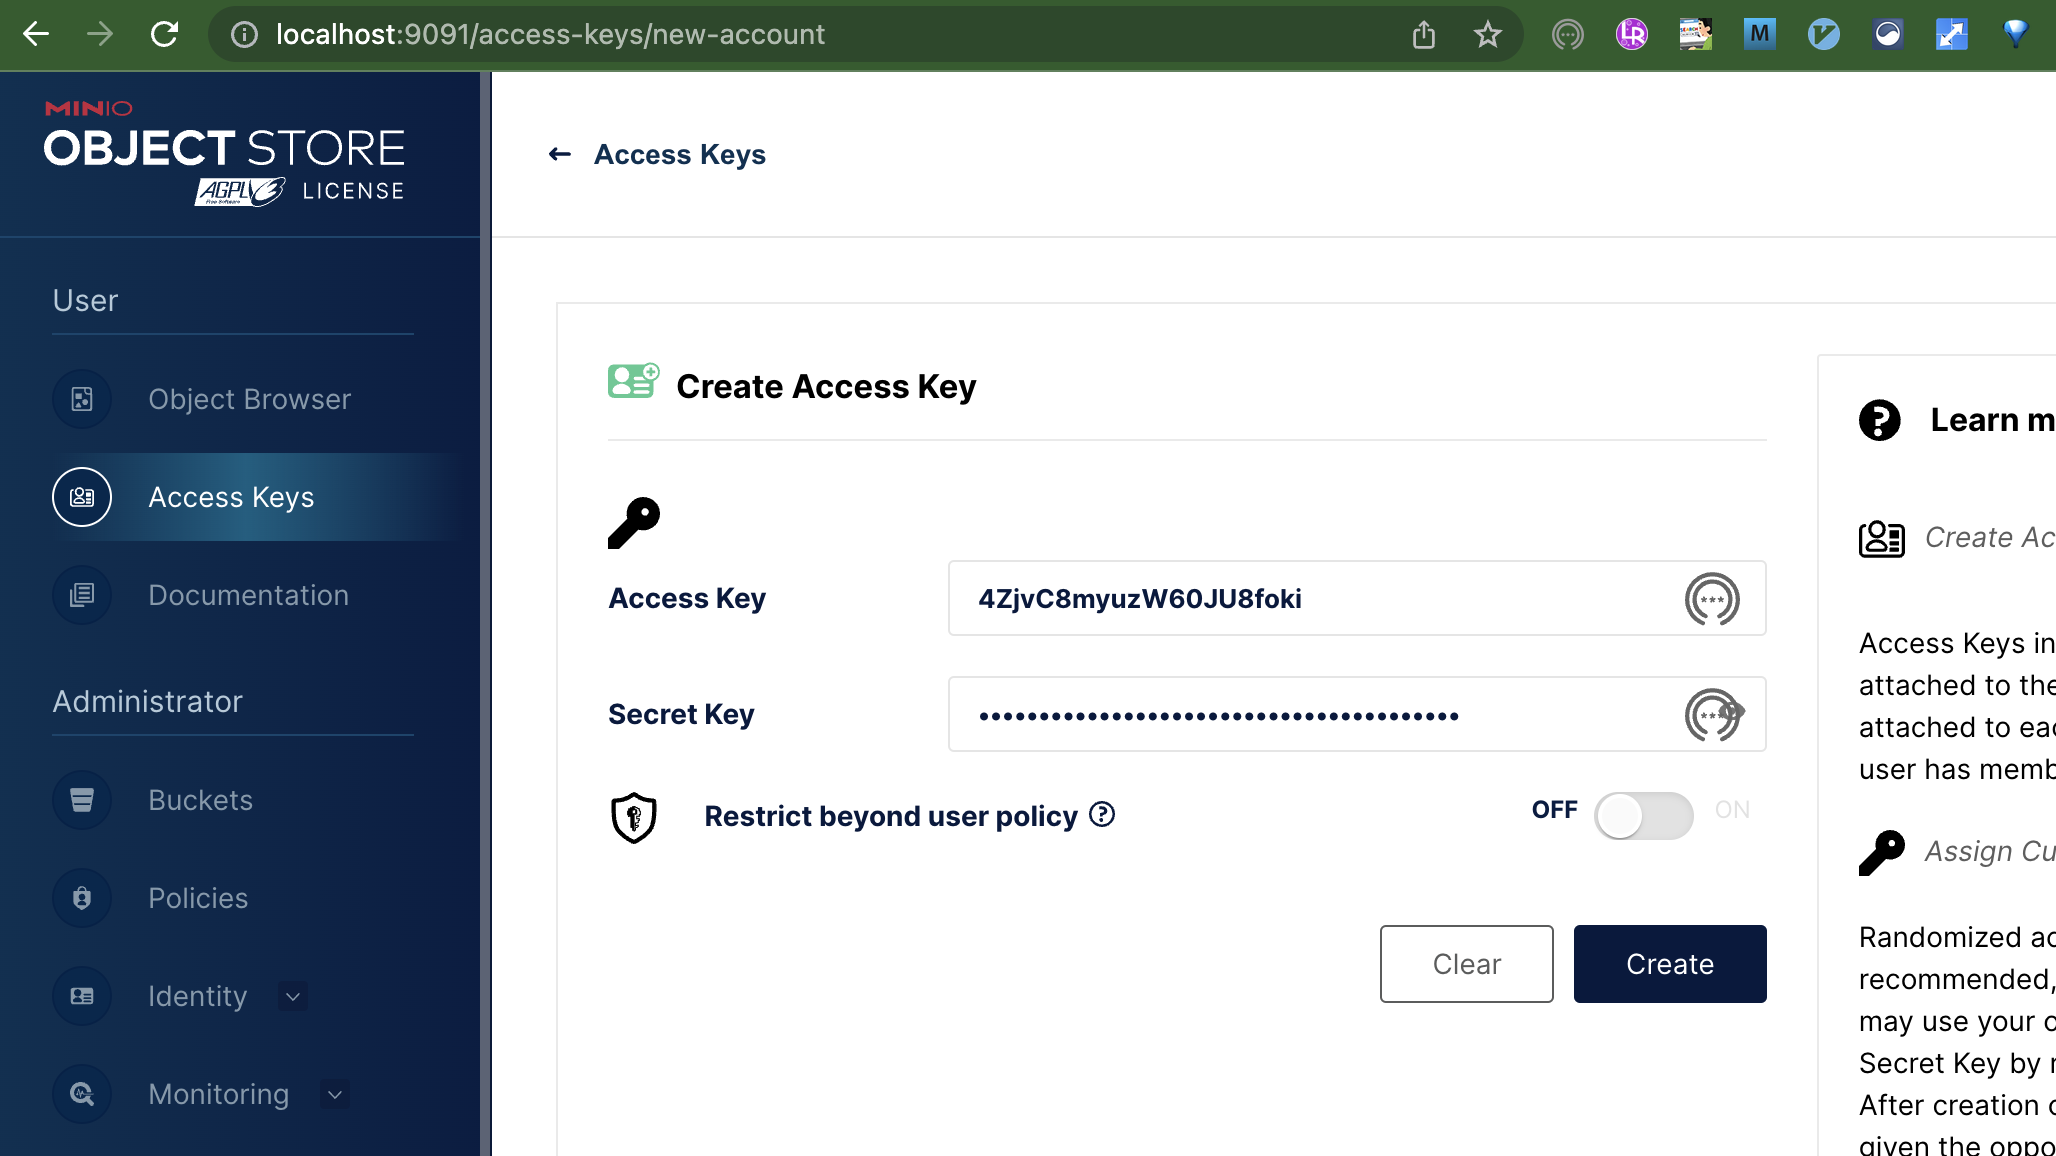 localhost:9091/access-keys/new-account
MINIO
OBJECT STORE
AGPL v3 LICENSE
Free Software
User
Object Browser
Access Keys
Documentation
Administrator
Buckets
Policies
Identity
Monitoring
← Access Keys
Create Access Key
Access Key
4ZjvC8myuzW60JU8foki
Secret Key
••••••••••••••••••••••••••••••••••••••••
Restrict beyond user policy
OFF
ON
Clear
Create
Learn m
Create Ac
Access Keys in
attached to the
attached to eac
user has memb
Assign Cu
Randomized ac
recommended,
may use your o
Secret Key by r
After creation o
given the oppo